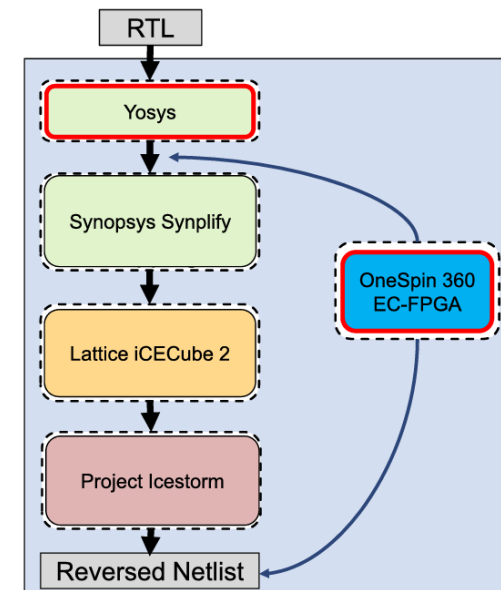 RTL
Yosys
Synopsys Synplify
OneSpin 360
EC-FPGA
Lattice iCECube 2
Project Icestorm
Reversed Netlist